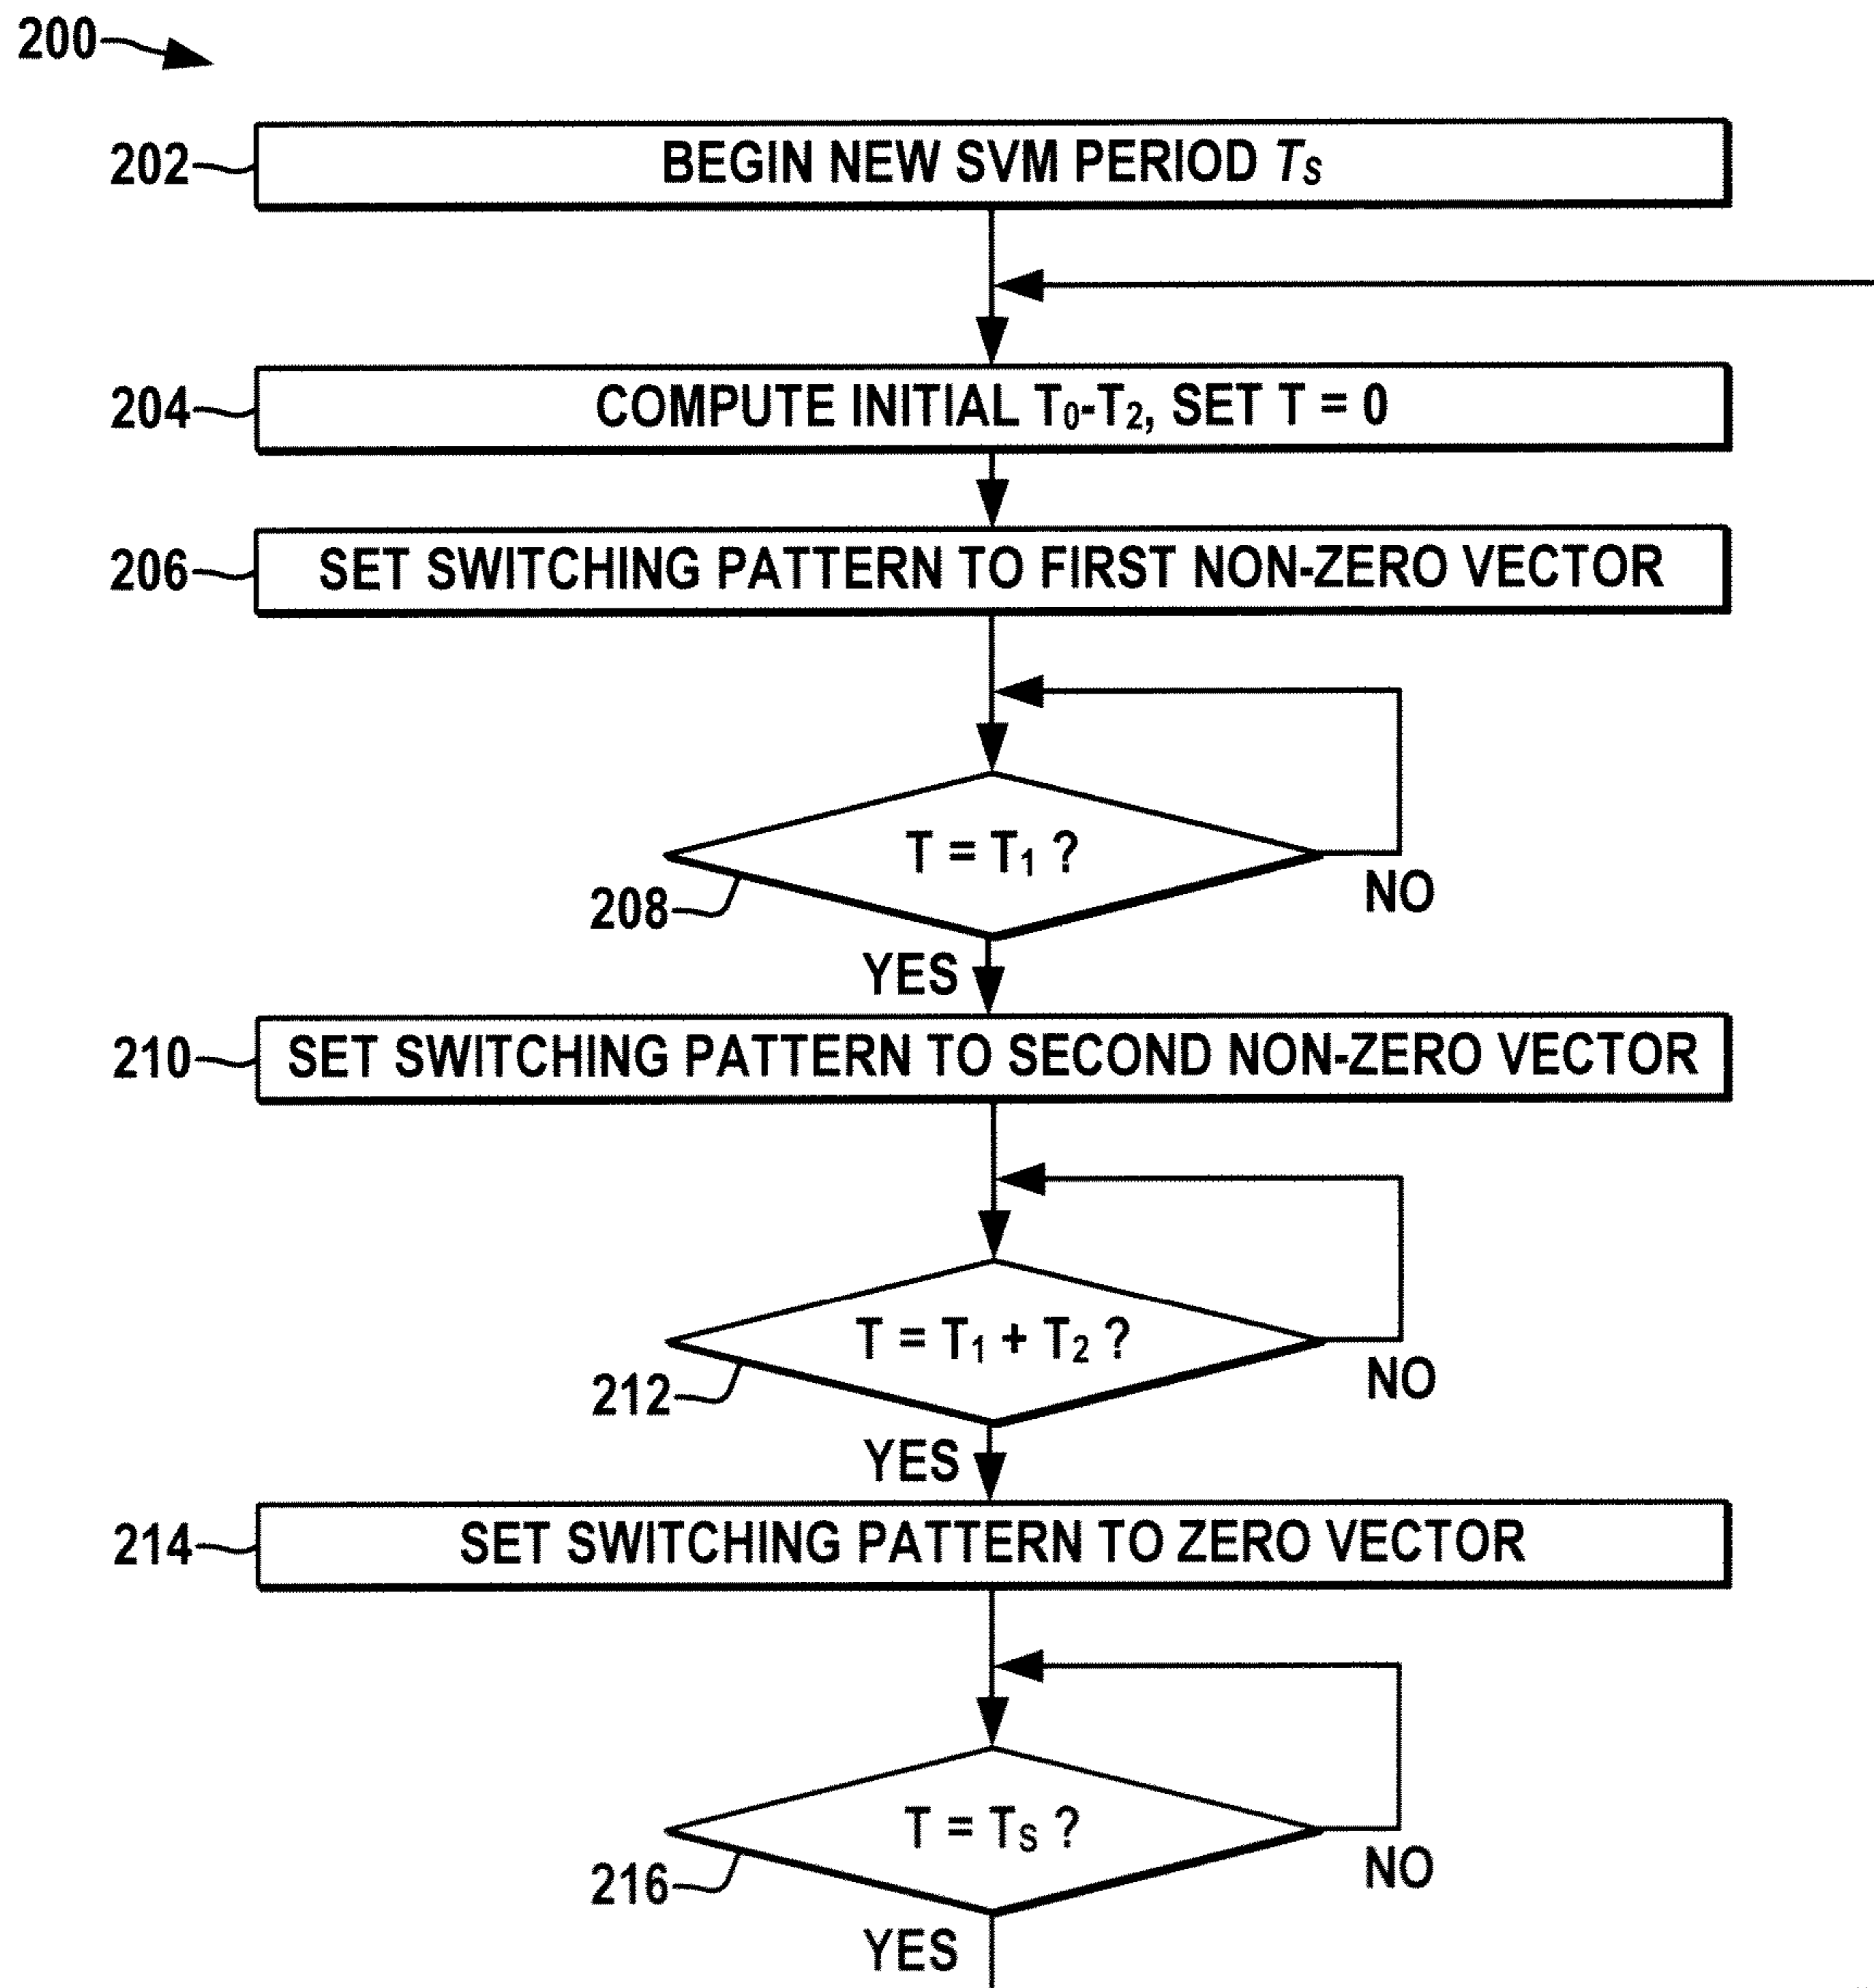 200
202
BEGIN NEW SVM PERIOD Tₛ
204
COMPUTE INITIAL T₀-T₂, SET T = 0
206
SET SWITCHING PATTERN TO FIRST NON-ZERO VECTOR
T = T₁ ?
208
NO
YES
210
SET SWITCHING PATTERN TO SECOND NON-ZERO VECTOR
T = T₁ + T₂ ?
212
NO
YES
214
SET SWITCHING PATTERN TO ZERO VECTOR
T = Tₛ ?
216
NO
YES